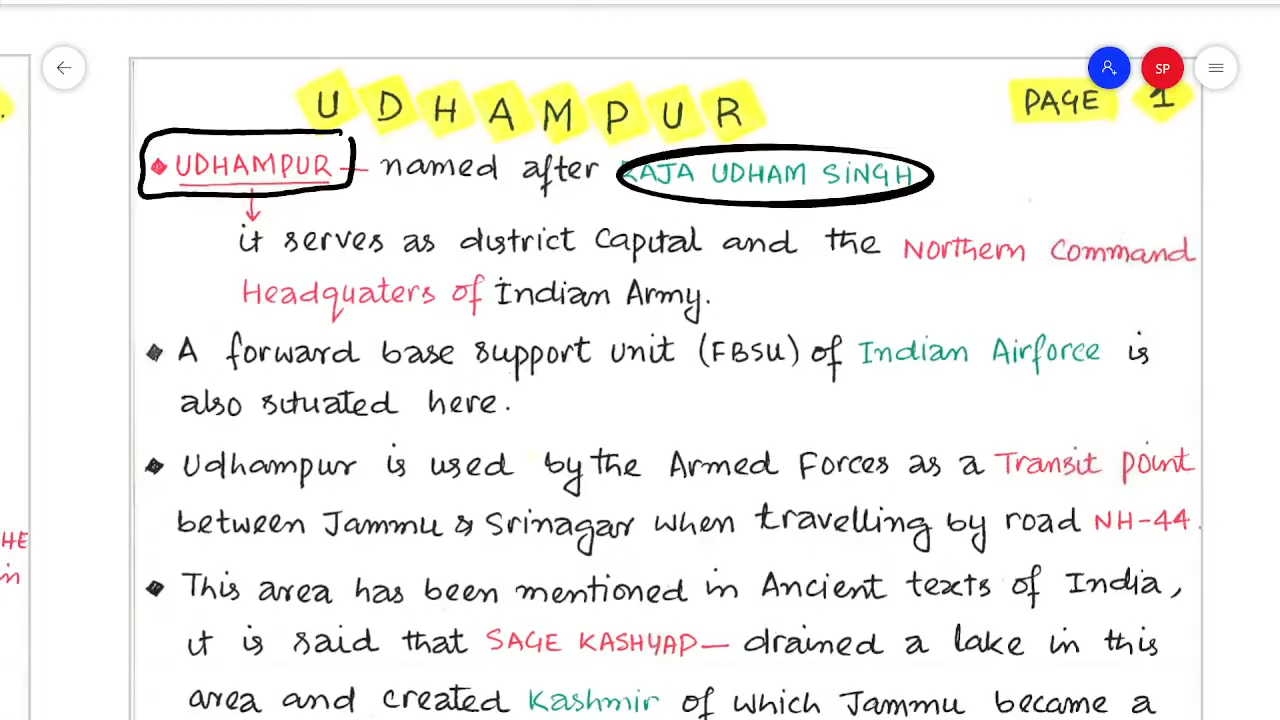 UDHAMPUR PAGE 1
SP
UDHAMPUR — named after RAJA UDHAM SINGH
it serves as district Capital and the Northern Command
Headquaters of Indian Army.
A forward base support unit (FBSU) of Indian Airforce is
also situated here.
Udhampur is used by the Armed Forces as a Transit point
between Jammu & Srinagar when travelling by road NH-44.
HE
in
This area has been mentioned in Ancient texts of India,
it is said that SAGE KASHYAP — drained a lake in this
area and created Kashmir of which Jammu became a